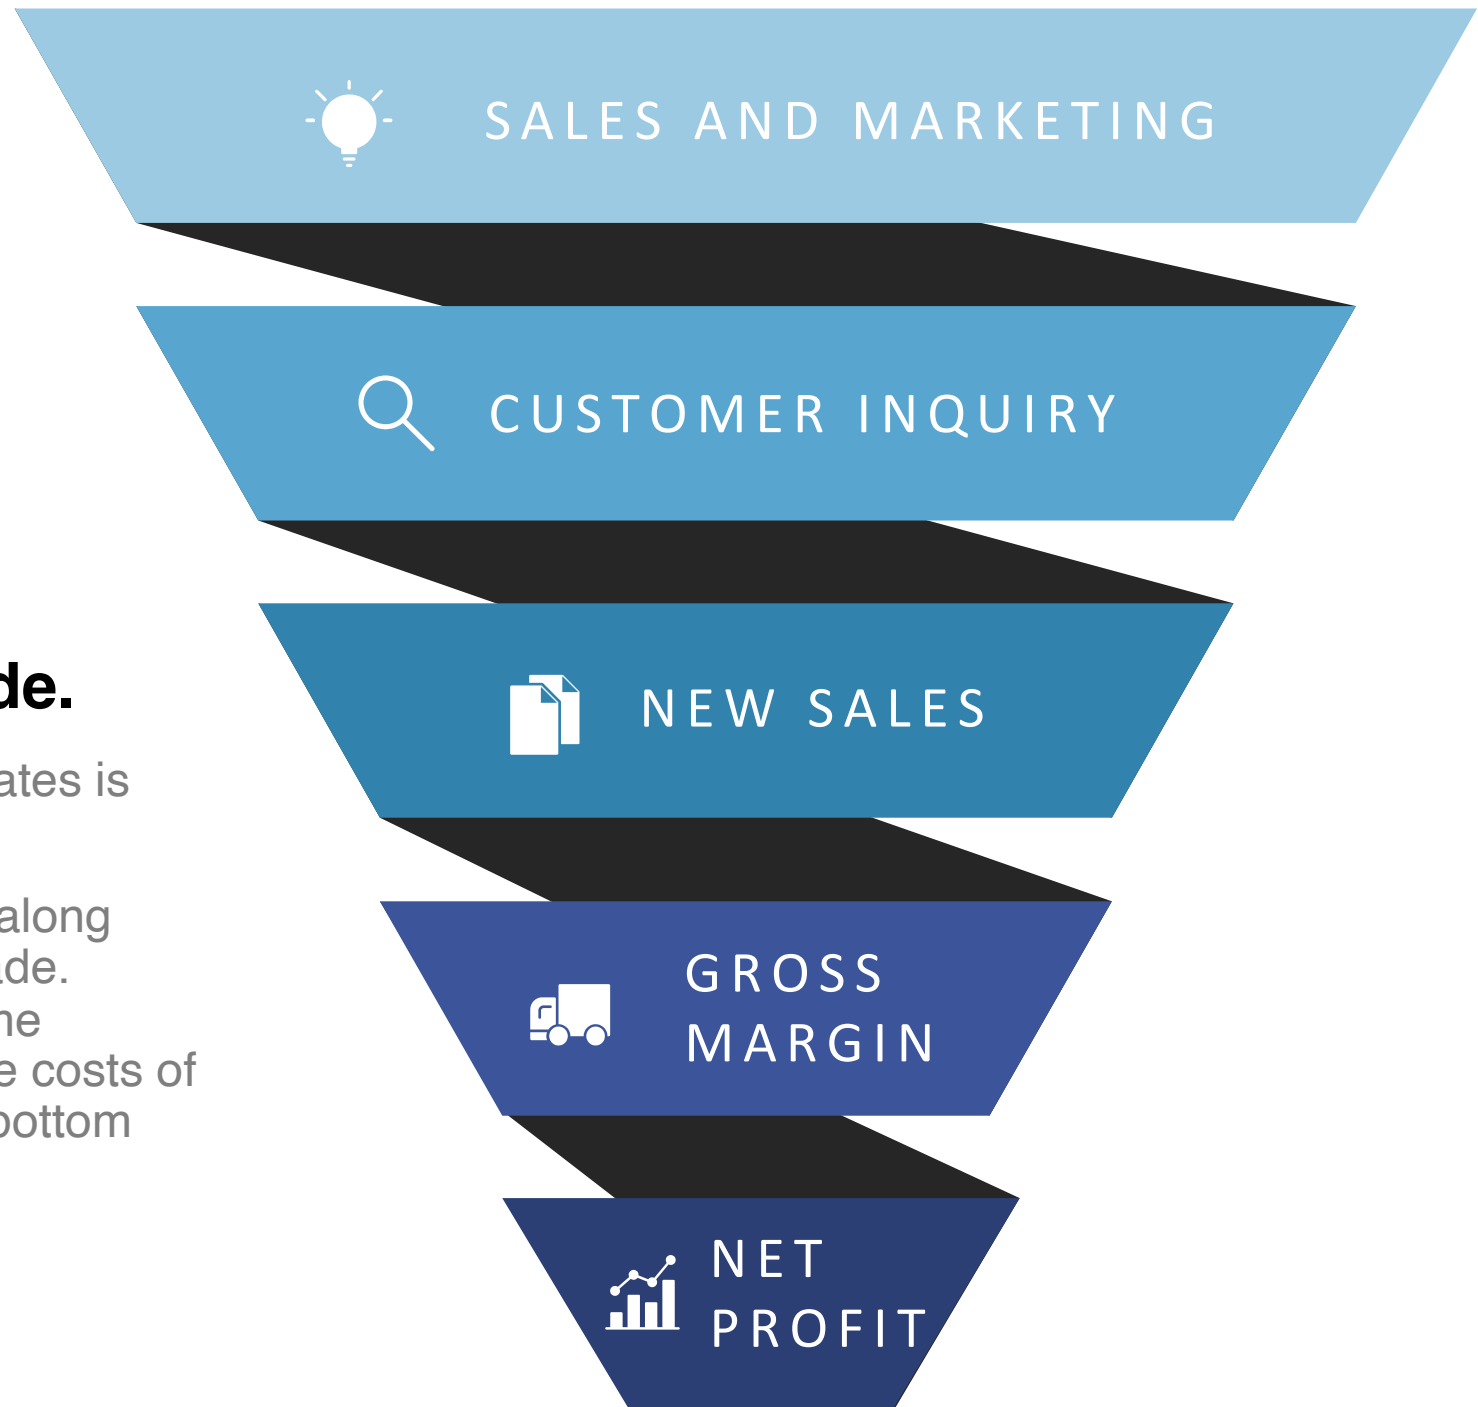 SALES AND MARKETING
CUSTOMER INQUIRY
NEW SALES
GROSS
MARGIN
NET
PROFIT
de.
ates is
along
ade.
ne
e costs of
bottom